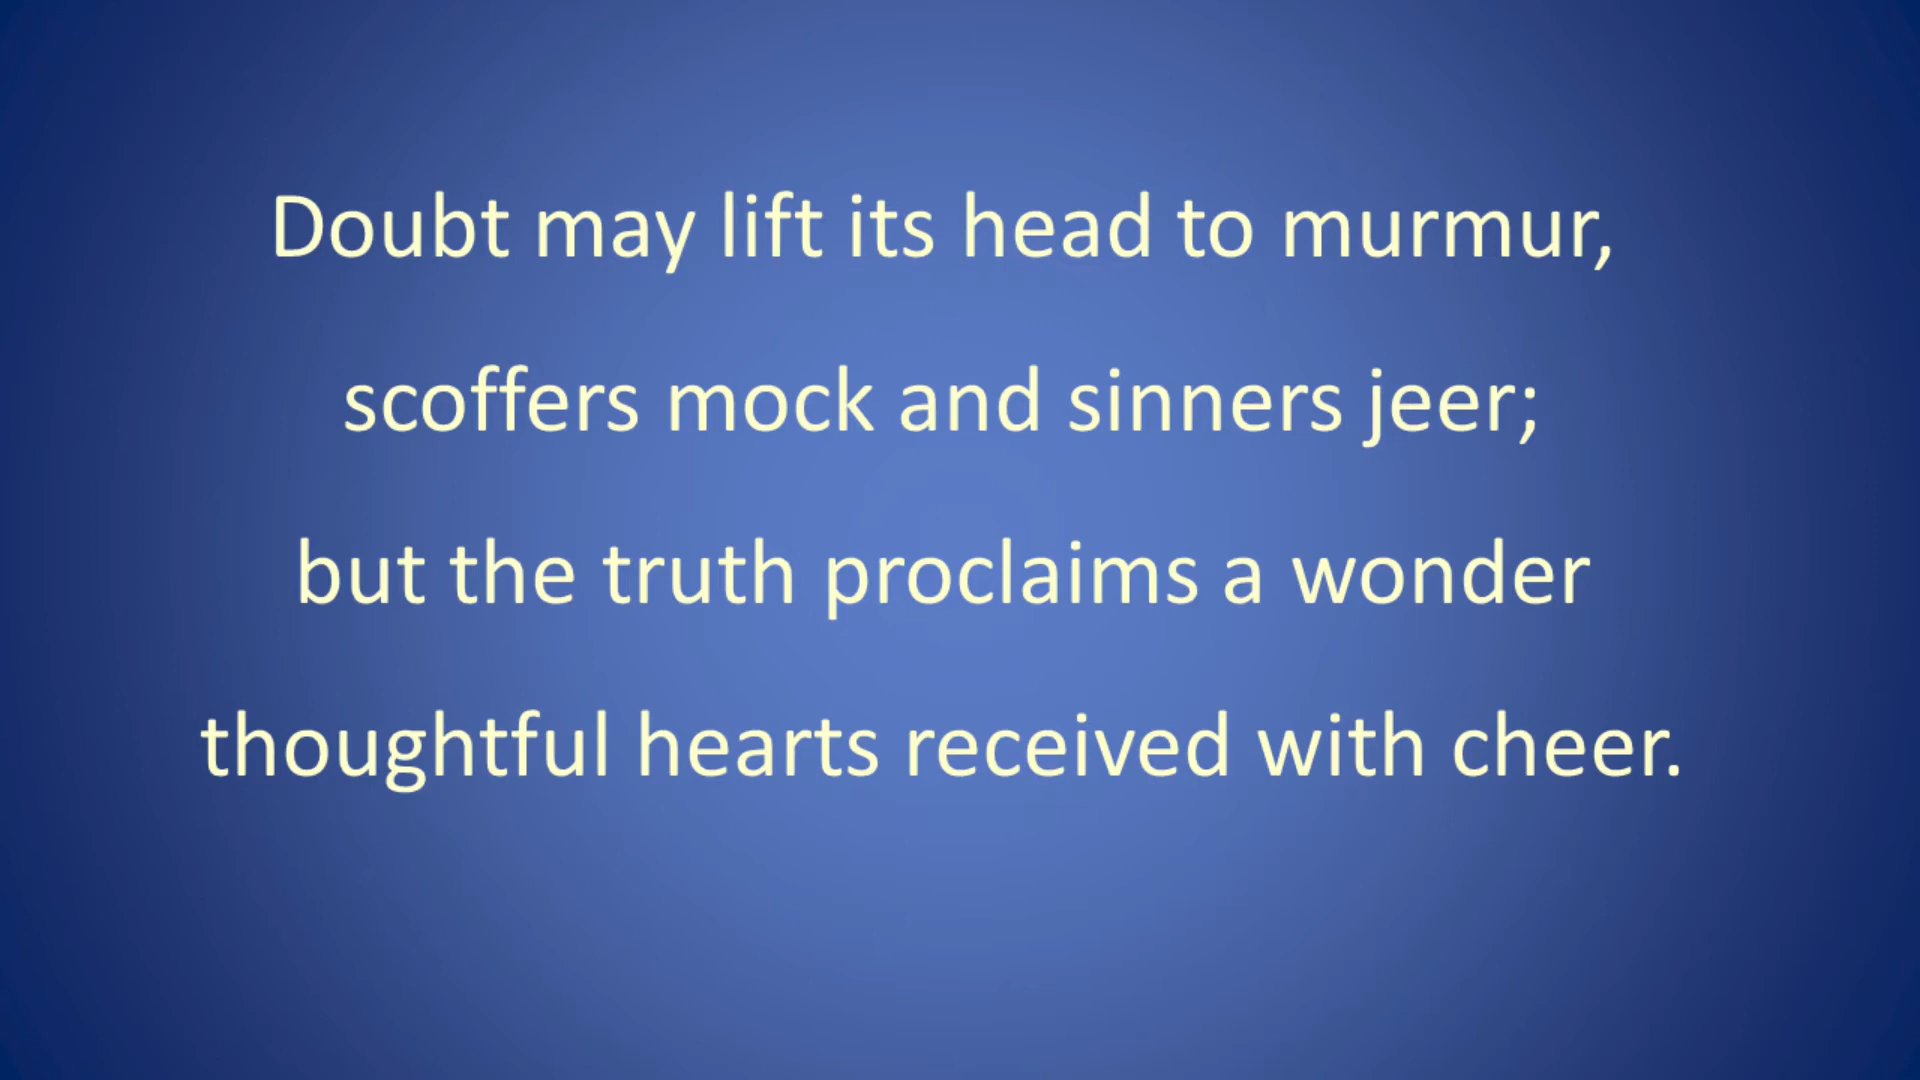 Doubt may lift its head to murmur,
scoffers mock and sinners jeer;
but the truth proclaims a wonder
thoughtful hearts received with cheer.